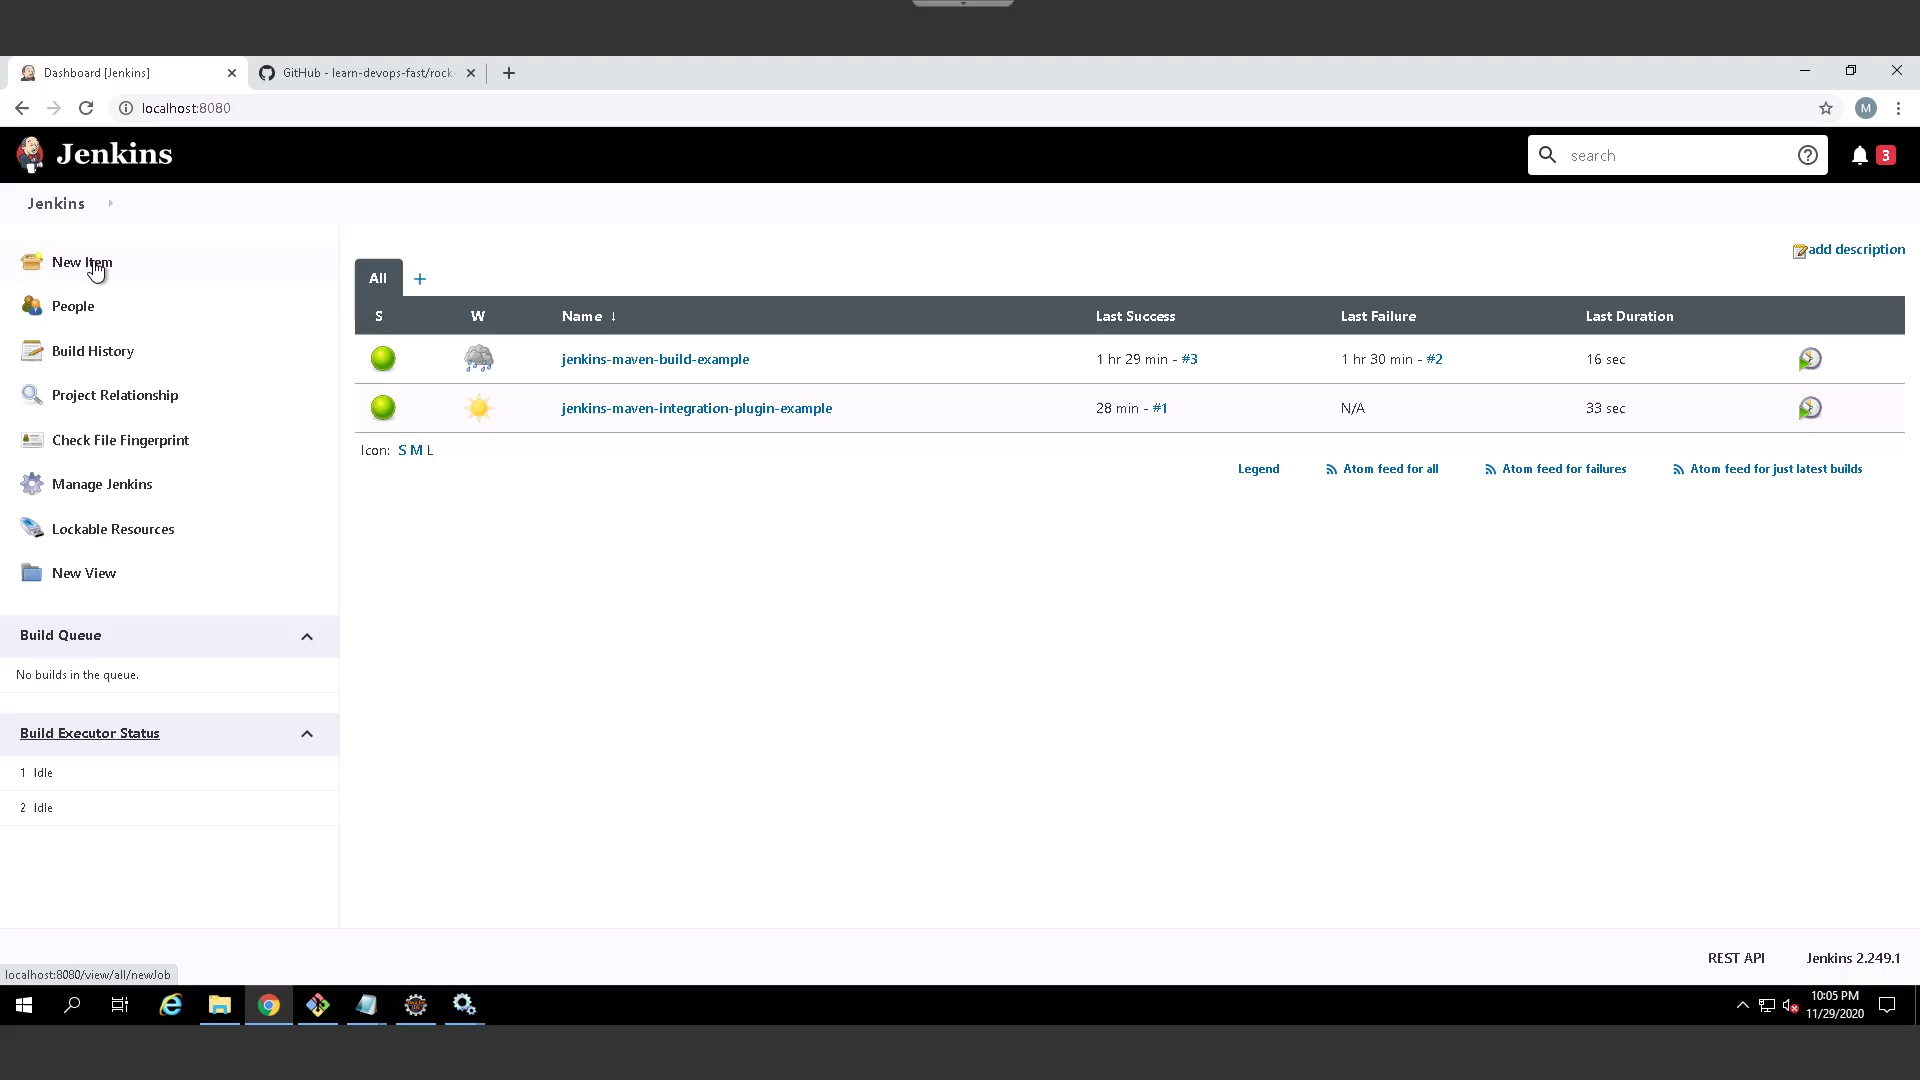 Dashboard [Jenkins]
GitHub - learn-devops-fast/rock
localhost:8080
M
Jenkins
search
3
Jenkins
New Item
People
Build History
Project Relationship
Check File Fingerprint
Manage Jenkins
Lockable Resources
New View
Build Queue
No builds in the queue.
Build Executor Status
1 Idle
2 Idle
add description
All +
S W Name ↓ Last Success Last Failure Last Duration
jenkins-maven-build-example 1 hr 29 min - #3 1 hr 30 min - #2 16 sec
jenkins-maven-integration-plugin-example 28 min - #1 N/A 33 sec
Icon: S M L
Legend Atom feed for all Atom feed for failures Atom feed for just latest builds
REST API Jenkins 2.249.1
localhost:8080/view/all/newJob
10:05 PM
11/29/2020